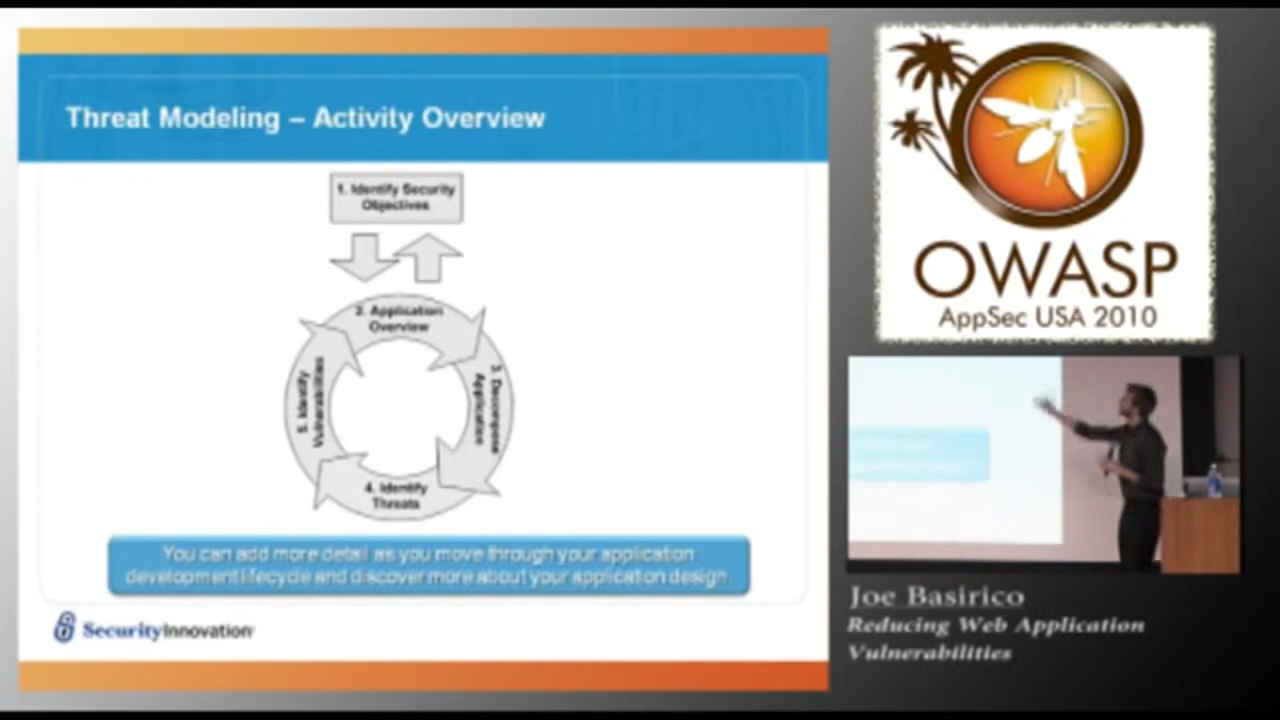 Threat Modeling – Activity Overview
1. Identify Security
Objectives
2. Application
Overview
3. Decompose
Application
4. Identify
Threats
5. Identify
Vulnerabilities
You can add more detail as you move through your application
development lifecycle and discover more about your application design
SecurityInnovation
OWASP
AppSec USA 2010
Joe Basirico
Reducing Web Application
Vulnerabilities